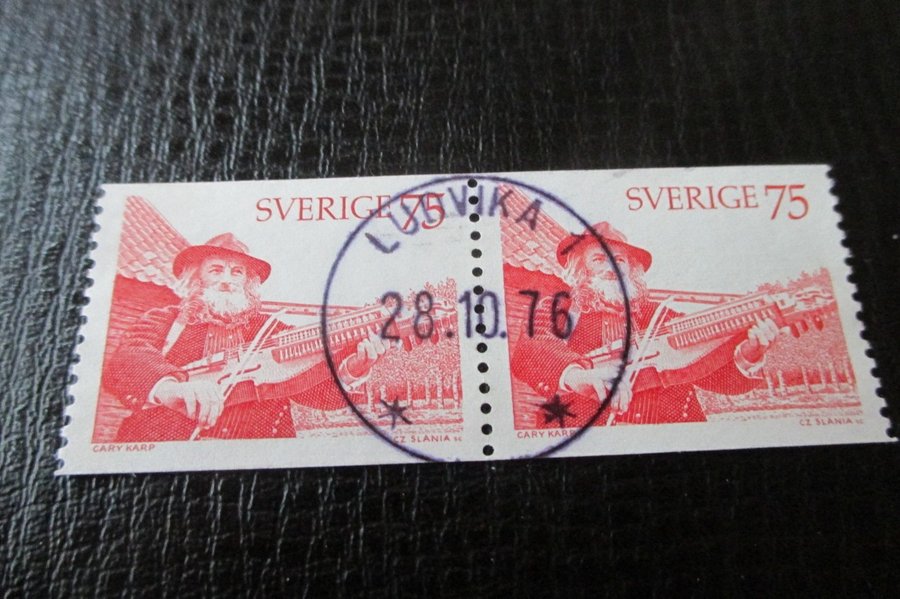 SVERIGE 75
CARY KARP
CZ SLANIA SC
SVERIGE 75
CARY KARP
CZ SLANIA SC
LUDVIKA 1
28.10.76